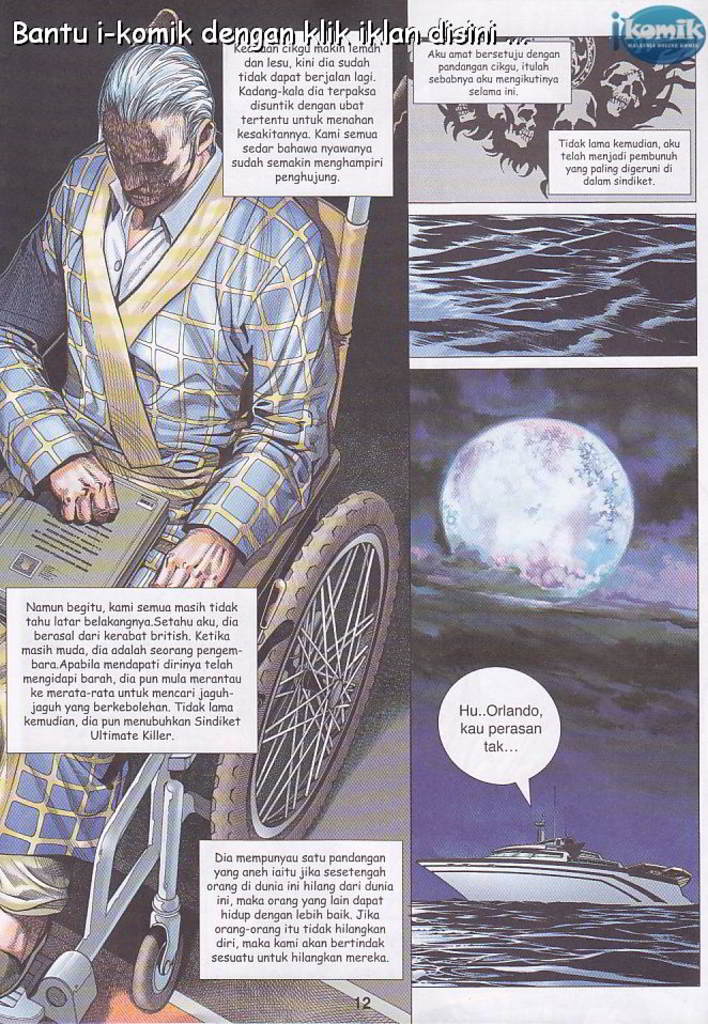 Bantu i-komik dengan klik iklan disini ...
i komik
MALAYSIA ONLINE KOMIK
cikgu makin lemah
dan lesu, kini dia sudah
tidak dapat berjalan lagi.
Kadang-kala dia terpaksa
disuntik dengan ubat
tertentu untuk menahan
kesakitannya. Kami semua
sedar bahawa nyawanya
sudah semakin menghampiri
penghujung.
Namun begitu, kami semua masih tidak
tahu latar belakangnya.Setahu aku, dia
berasal dari kerabat british. Ketika
masih muda, dia adalah seorang pengem-
bara.Apabila mendapati dirinya telah
mengidapi barah, dia pun mula merantau
ke merata-rata untuk mencari jaguh-
jaguh yang berkebolehan. Tidak lama
kemudian, dia pun menubuhkan Sindiket
Ultimate Killer.
Dia mempunyau satu pandangan
yang aneh iaitu jika sesetengah
orang di dunia ini hilang dari dunia
ini, maka orang yang lain dapat
hidup dengan lebih baik. Jika
orang-orang itu tidak hilangkan
diri, maka kami akan bertindak
sesuatu untuk hilangkan mereka.
Aku amat bersetuju dengan
pandangan cikgu, itulah
sebabnya aku mengikutinya
selama ini.
Tidak lama kemudian, aku
telah menjadi pembunuh
yang paling digeruni di
dalam sindiket.
Hu..Orlando,
kau perasan
tak...
12